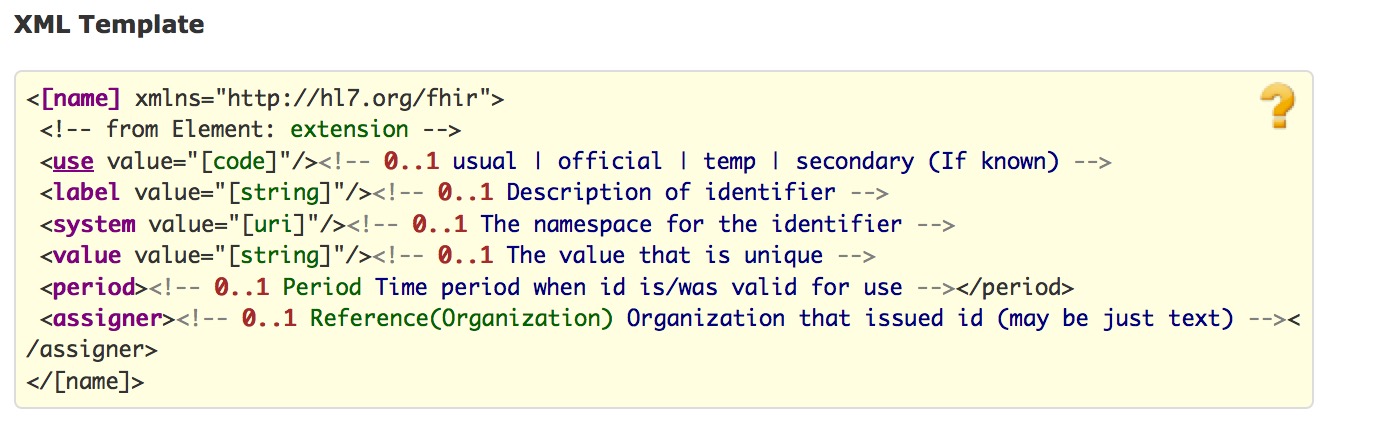 XML Template
<[name] xmlns="http://hl7.org/fhir">
<!-- from Element: extension -->
<use value="[code]"/><!-- 0..1 usual | official | temp | secondary (If known) -->
<label value="[string]"/><!-- 0..1 Description of identifier -->
<system value="[uri]"/><!-- 0..1 The namespace for the identifier -->
<value value="[string]"/><!-- 0..1 The value that is unique -->
<period><!-- 0..1 Period Time period when id is/was valid for use --></period>
<assigner><!-- 0..1 Reference(Organization) Organization that issued id (may be just text) --><
/assigner>
</[name]>